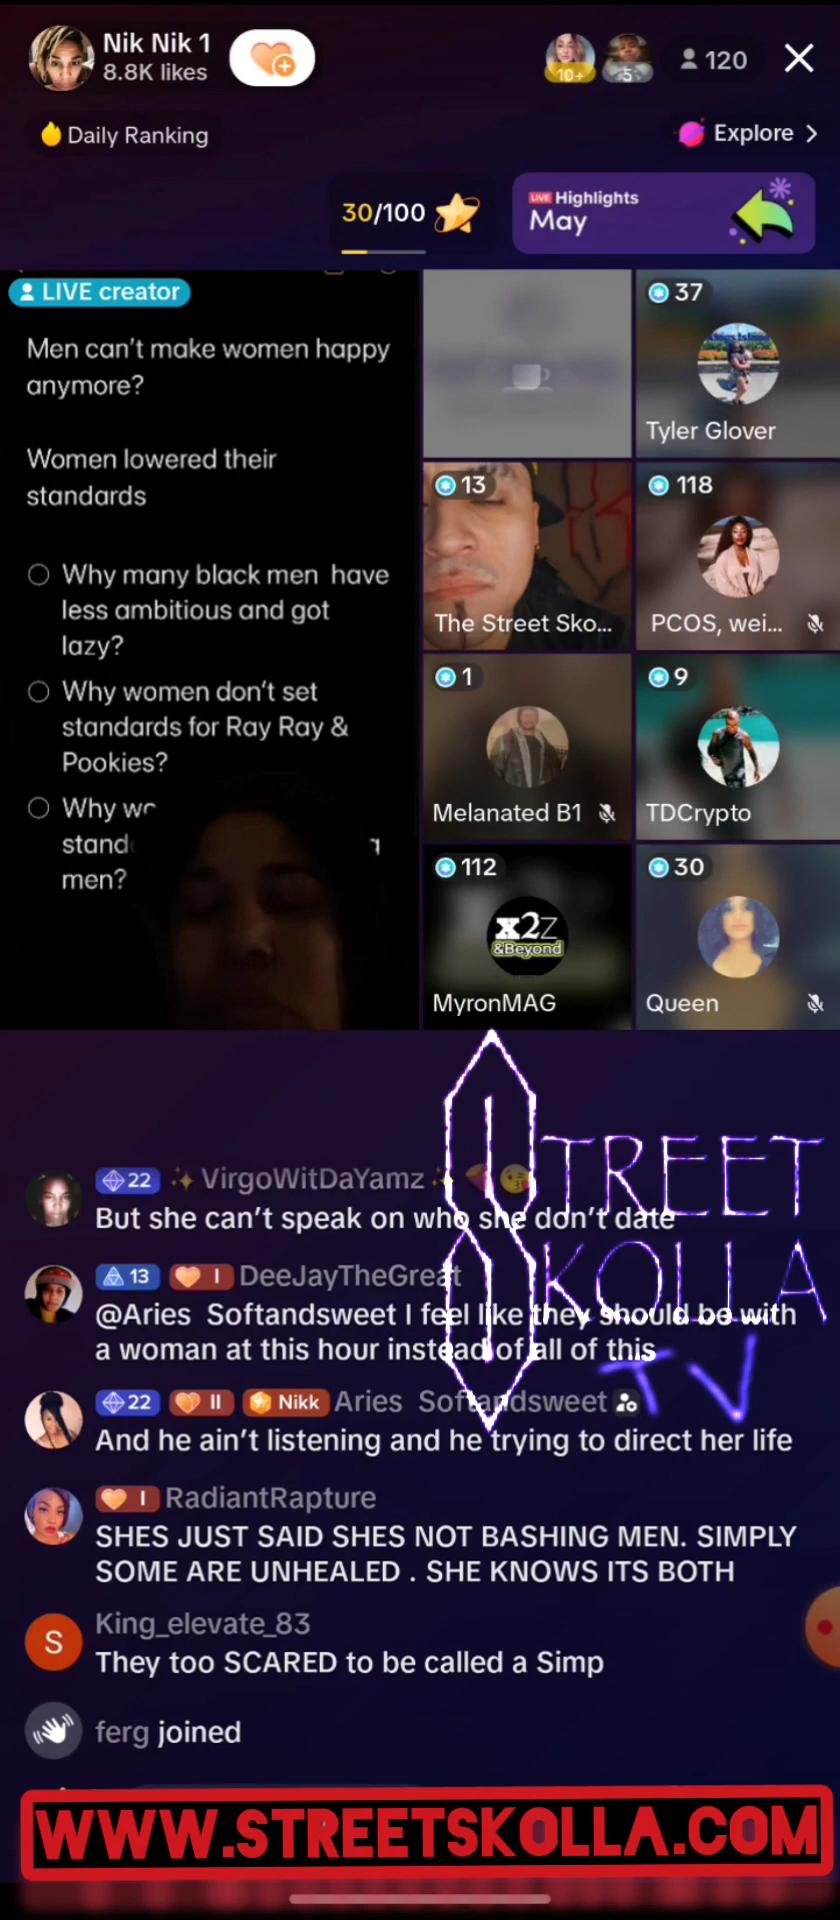 Nik Nik 1
8.8K likes
10+
5
120
Daily Ranking
Explore
30/100
LIVE Highlights
May
LIVE creator
Men can't make women happy
anymore?
Women lowered their
standards
Why many black men have
less ambitious and got
lazy?
Why women don't set
standards for Ray Ray &
Pookies?
Why
men?
37
Tyler Glover
13
The Street Sko...
118
PCOS, wei...
1
Melanated B1
9
TDCrypto
112
x2z
&Beyond
MyronMAG
30
Queen
STREET
SKOLLA
TV
22 VirgoWitDaYamz
But she can't speak on who she don't date
13 I DeeJayTheGreat
@Aries Softandsweet I feel like they should be with
a woman at this hour instead of all of this
22 II Nikk Aries Softandsweet
And he ain't listening and he trying to direct her life
I RadiantRapture
SHES JUST SAID SHES NOT BASHING MEN. SIMPLY
SOME ARE UNHEALED . SHE KNOWS ITS BOTH
S
King_elevate_83
They too SCARED to be called a Simp
ferg joined
WWW.STREETSKOLLA.COM